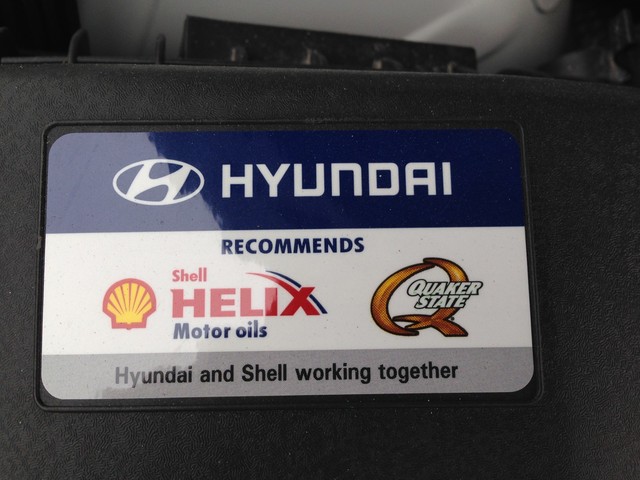 HYUNDAI
RECOMMENDS
Shell
HELIX
Motor oils
QUAKER
STATE
Hyundai and Shell working together